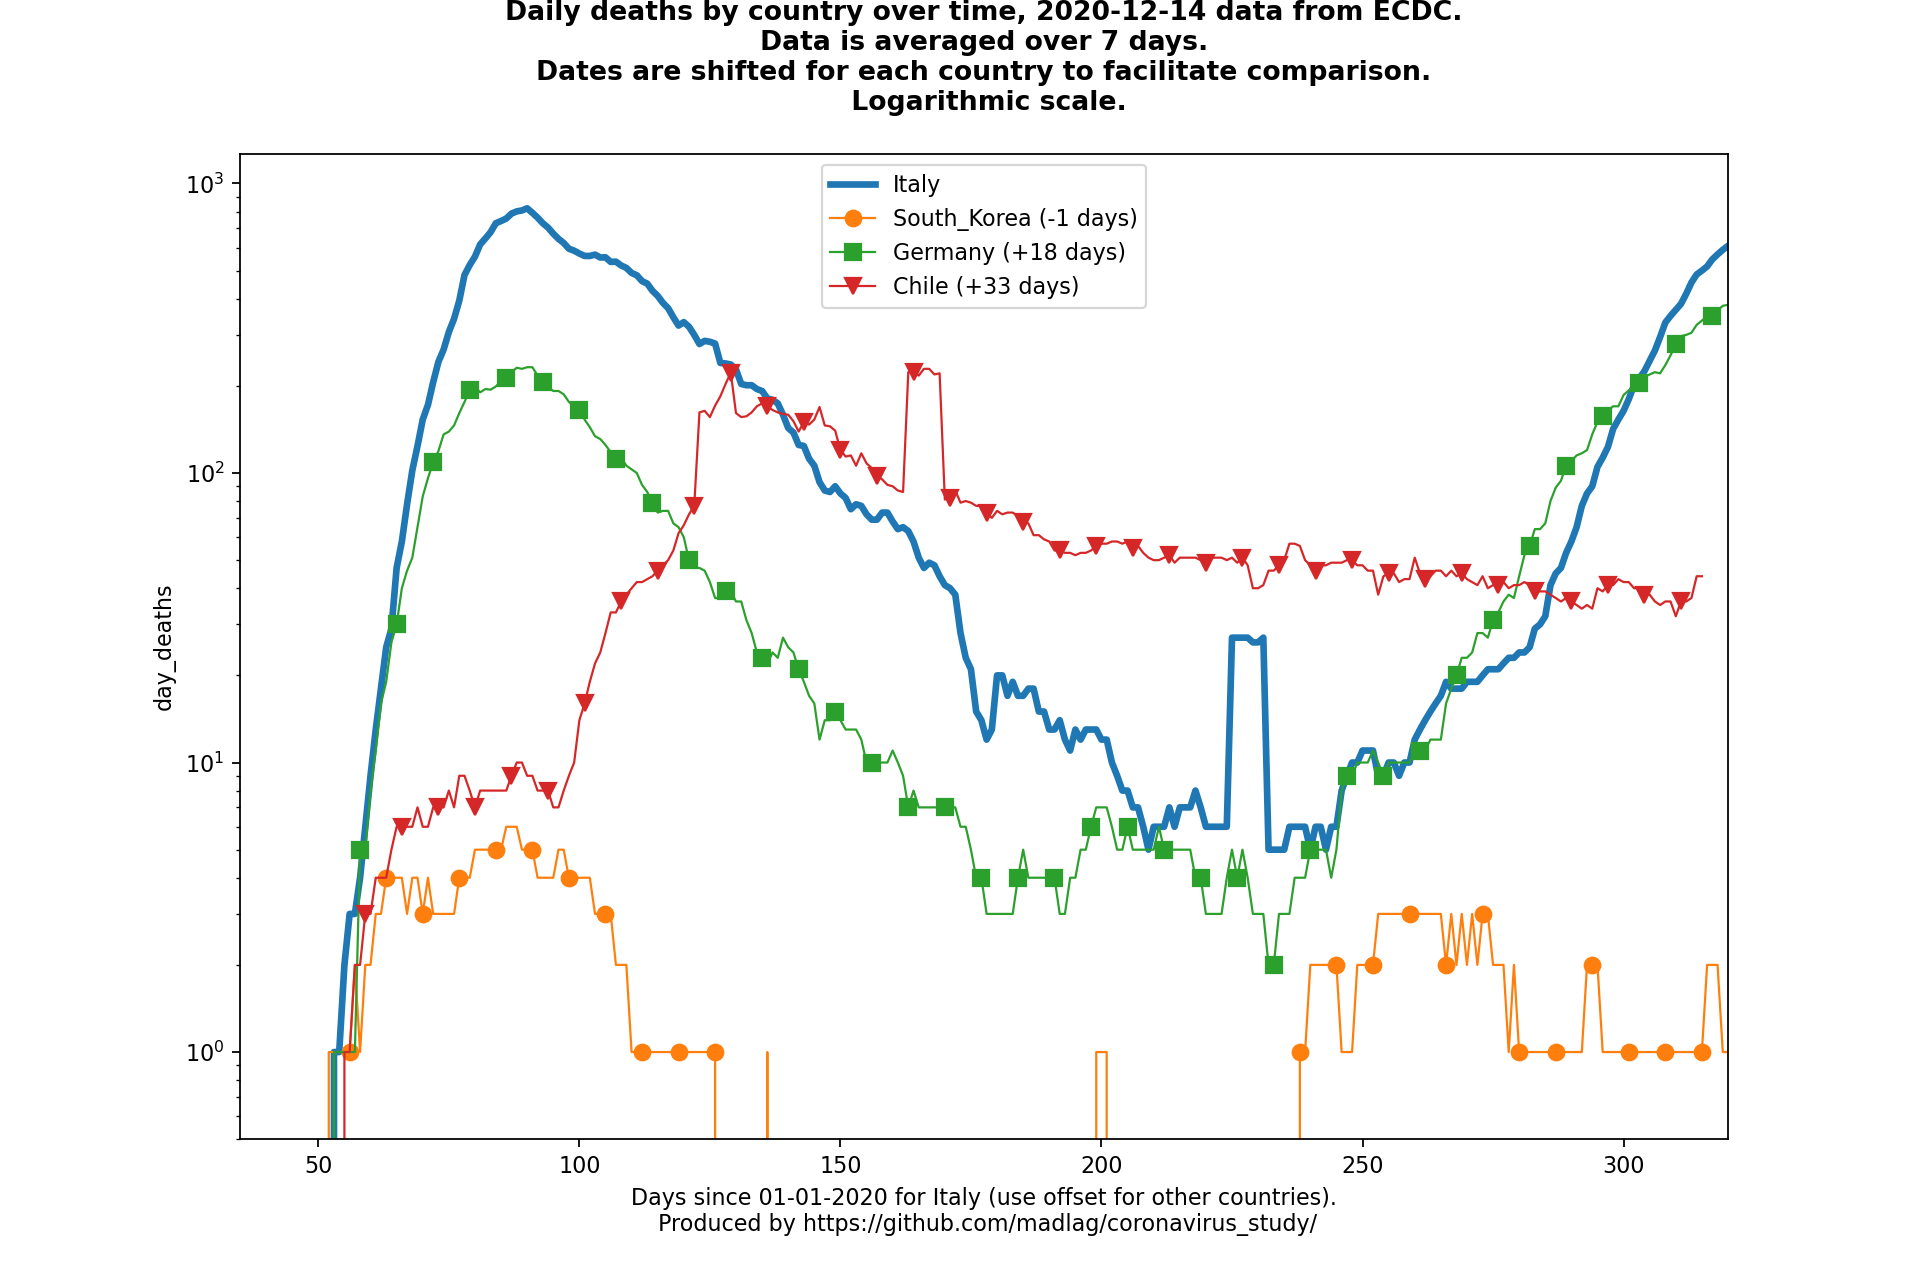 Daily deaths by country over time, 2020-12-14 data from ECDC.
Data is averaged over 7 days.
Dates are shifted for each country to facilitate comparison.
Logarithmic scale.
Italy
South_Korea (-1 days)
Germany (+18 days)
Chile (+33 days)
day_deaths
10³
10²
10¹
10⁰
50 100 150 200 250 300
Days since 01-01-2020 for Italy (use offset for other countries).
Produced by https://github.com/madlag/coronavirus_study/